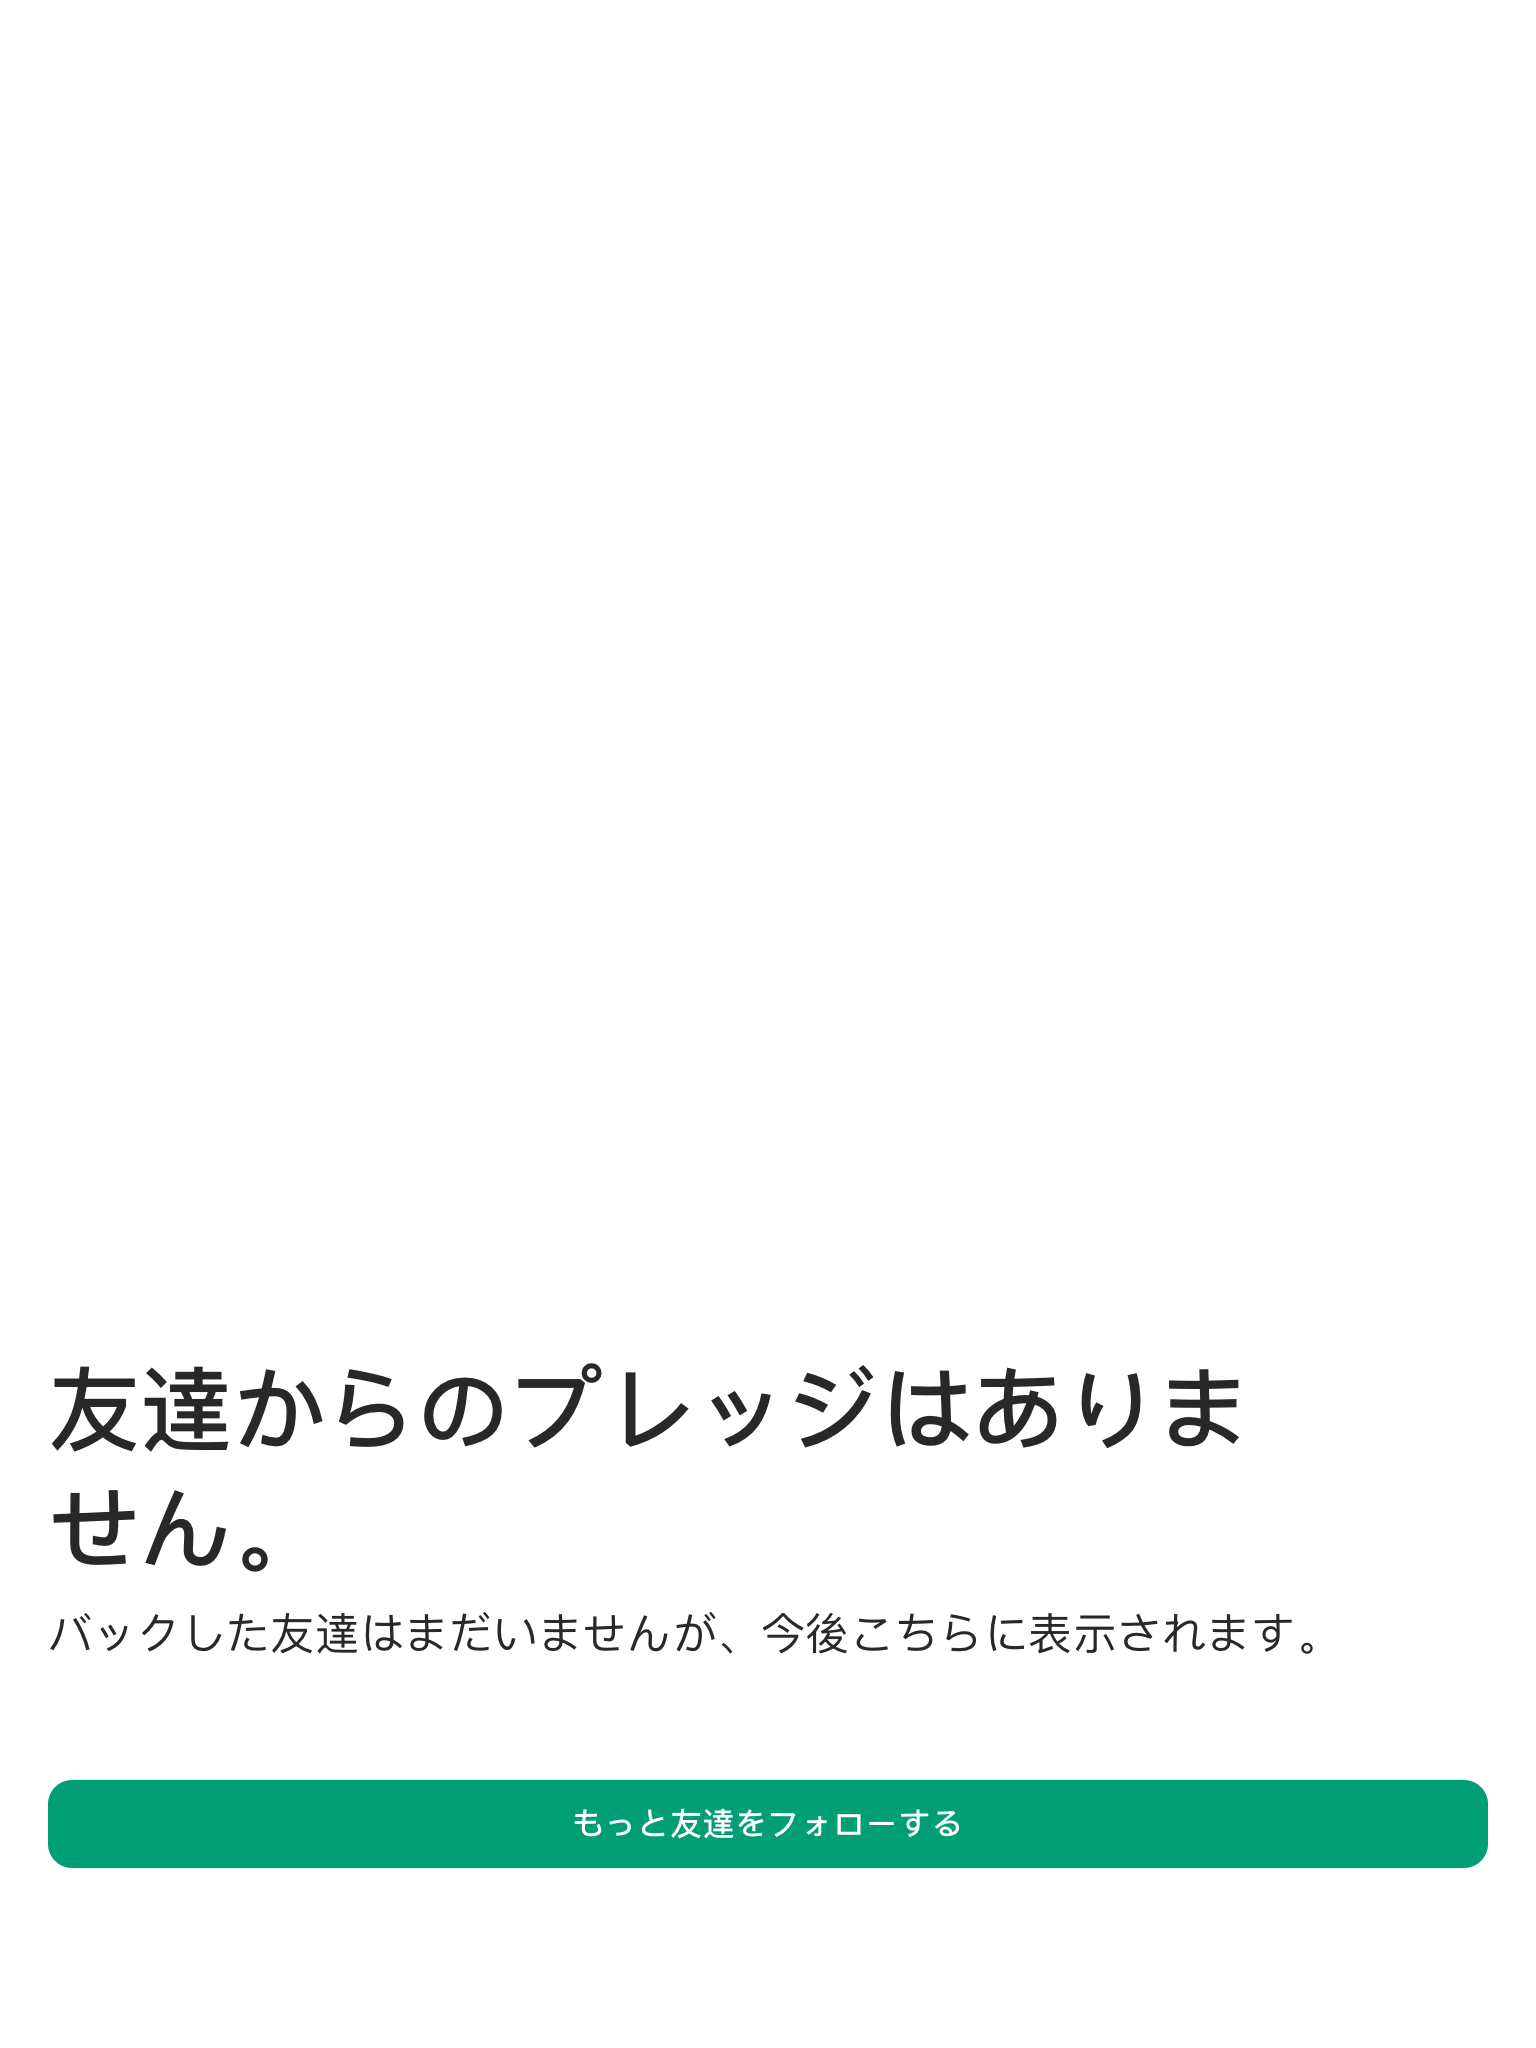 友達からのプレッジはありま
せん。
バックした友達はまだいませんが、今後こちらに表示されます。
もっと友達をフォローする